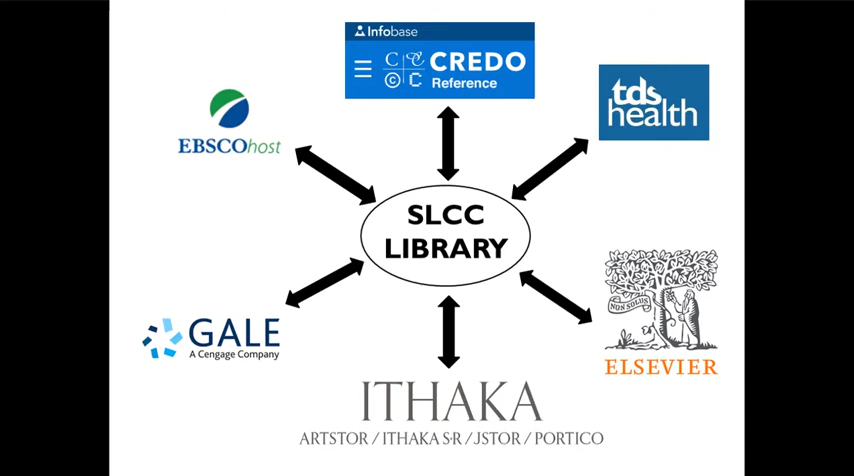 Infobase
CREDO
Reference
tds
health
EBSCOhost
SLCC
LIBRARY
GALE
A Cengage Company
NON SOLUS
ELSEVIER
ITHAKA
ARTSTOR / ITHAKA S·R / JSTOR / PORTICO